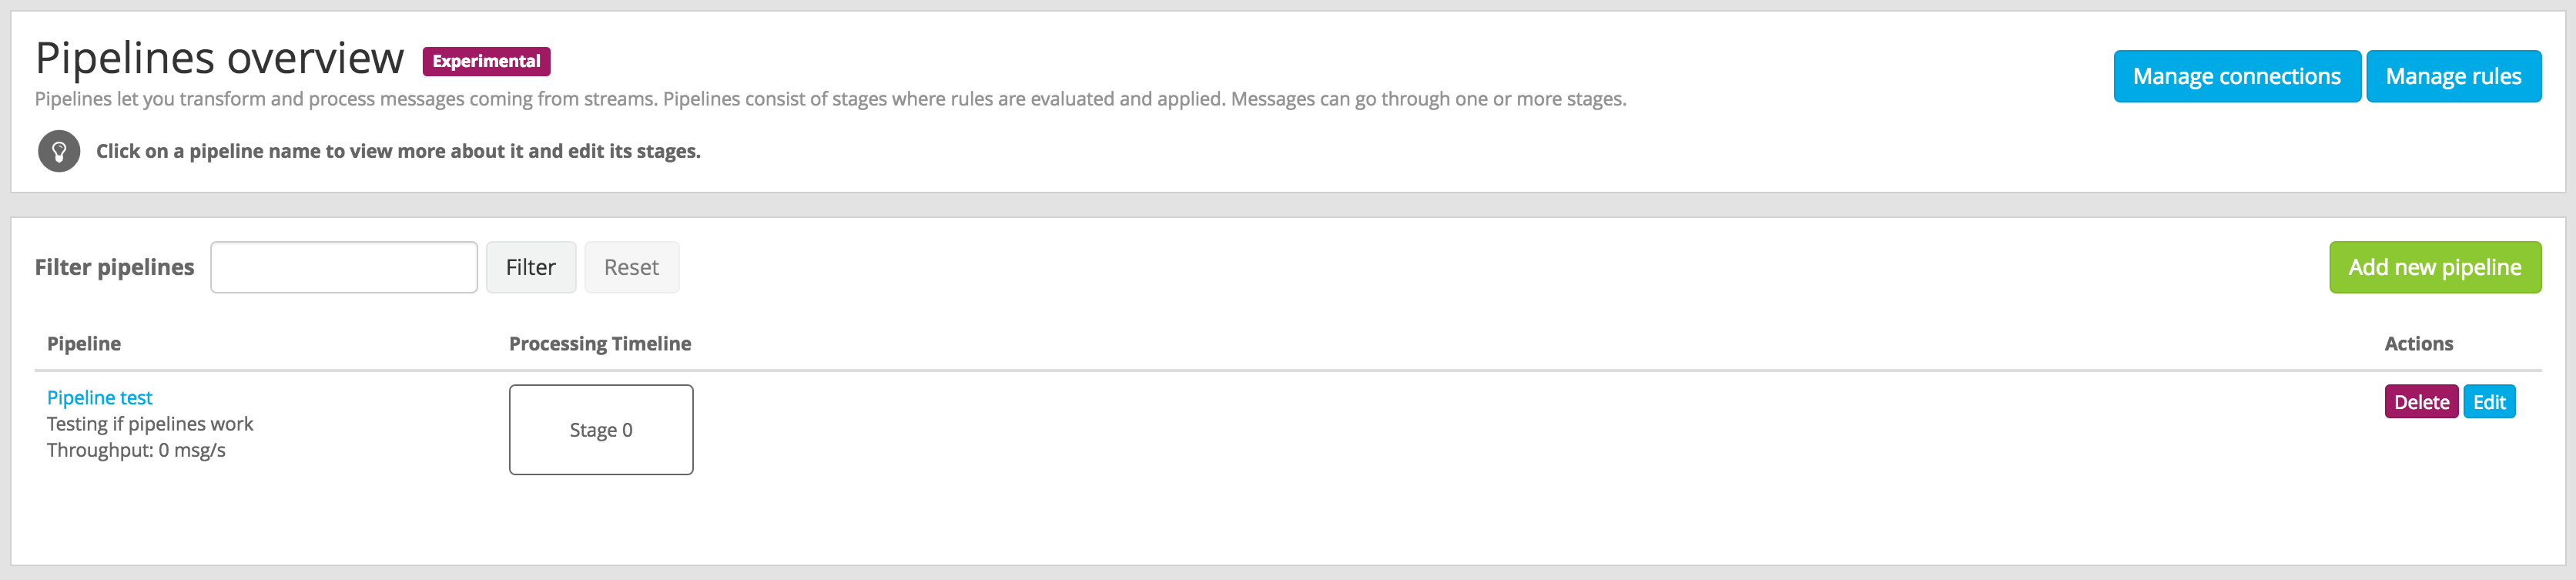 Pipelines overview Experimental
Pipelines let you transform and process messages coming from streams. Pipelines consist of stages where rules are evaluated and applied. Messages can go through one or more stages.
Manage connections Manage rules
Click on a pipeline name to view more about it and edit its stages.
Filter pipelines Filter Reset Add new pipeline
Pipeline Processing Timeline Actions
Pipeline test
Testing if pipelines work
Throughput: 0 msg/s
Stage 0
Delete Edit